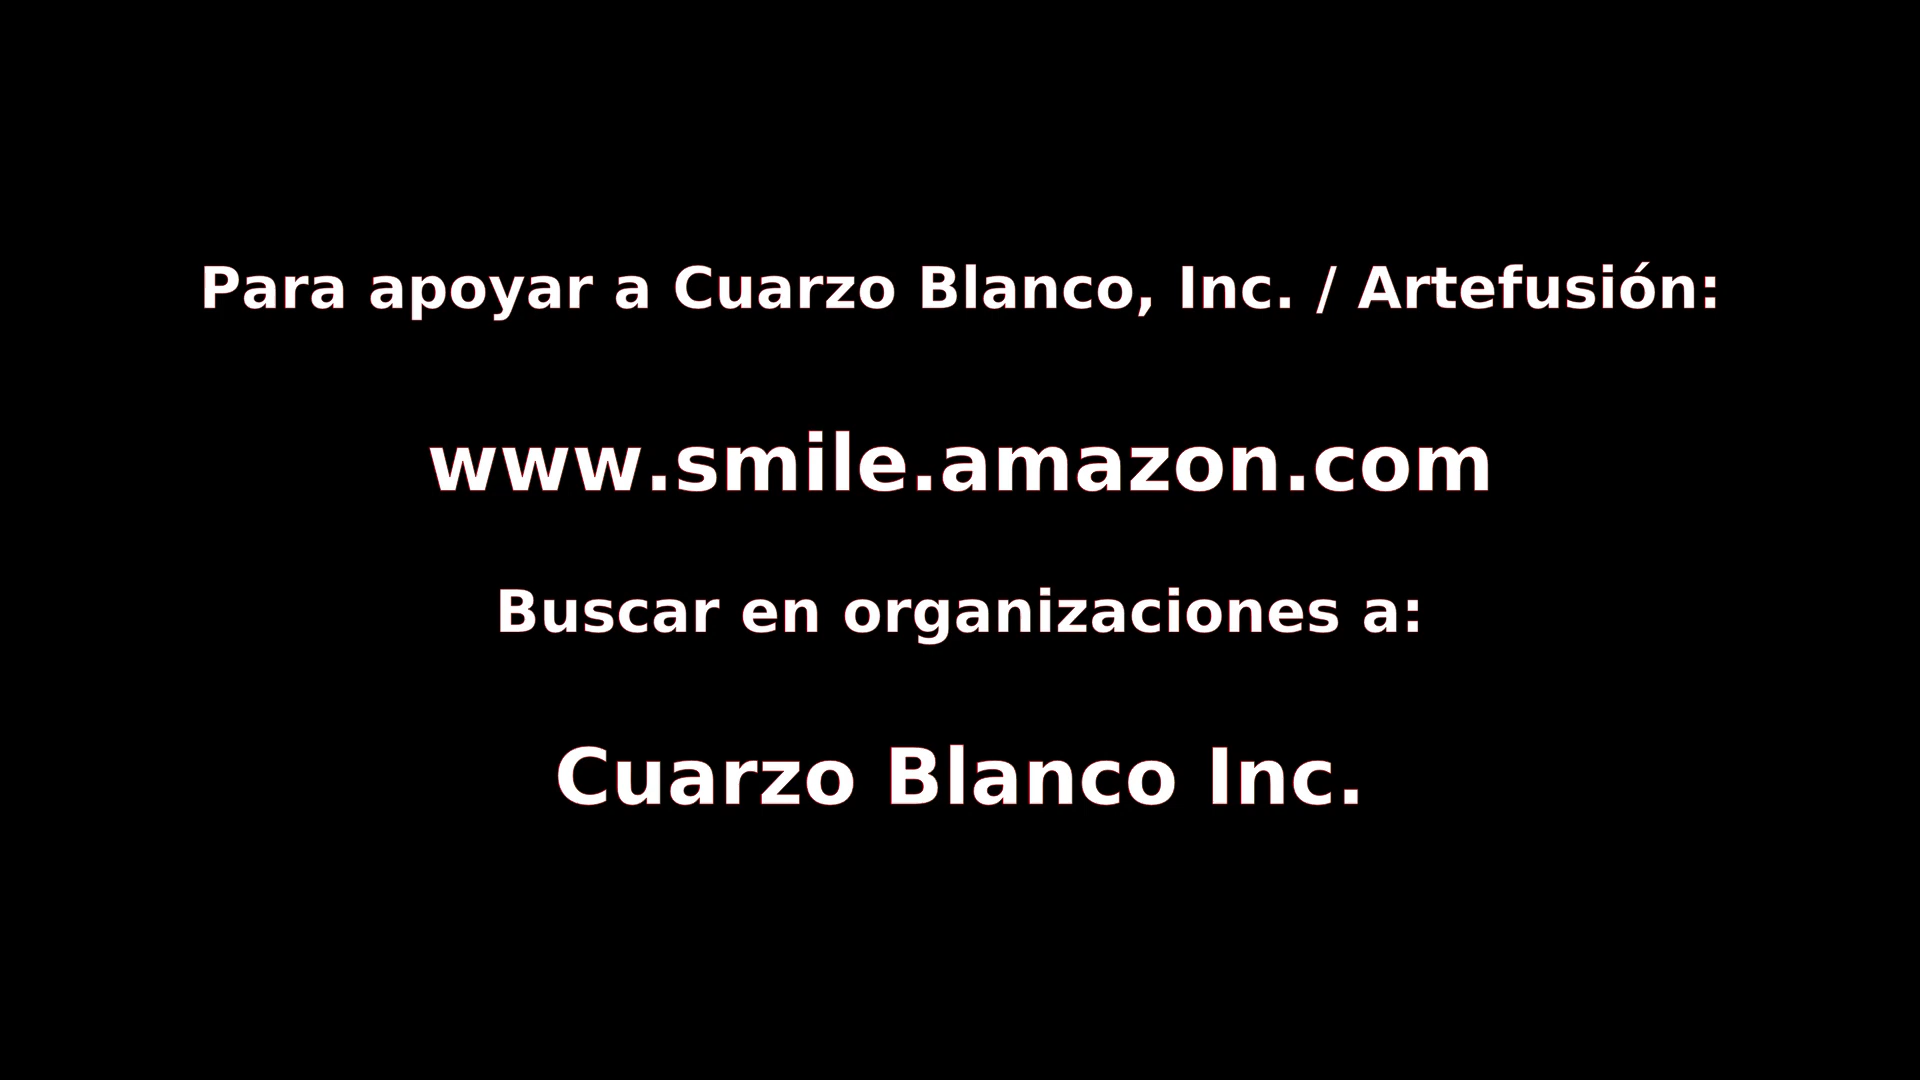 Para apoyar a Cuarzo Blanco, Inc. / Artefusión:
www.smile.amazon.com
Buscar en organizaciones a:
Cuarzo Blanco Inc.